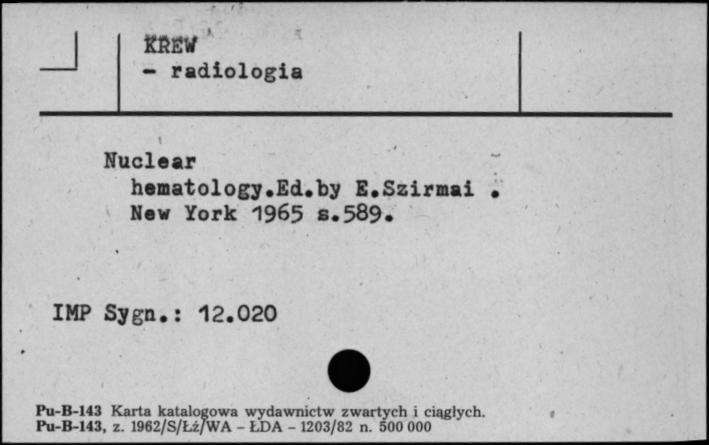 KREW
- radiologia
Nuclear
hematology.Ed.by E.Szirmai .
New York 1965 s.589.
IMP Sygn.: 12.020
Pu-B-143 Karta katalogowa wydawnictw zwartych i ciągłych.
Pu-B-143, z. 1962/S/Łż/WA - ŁDA - 1203/82 n. 500 000